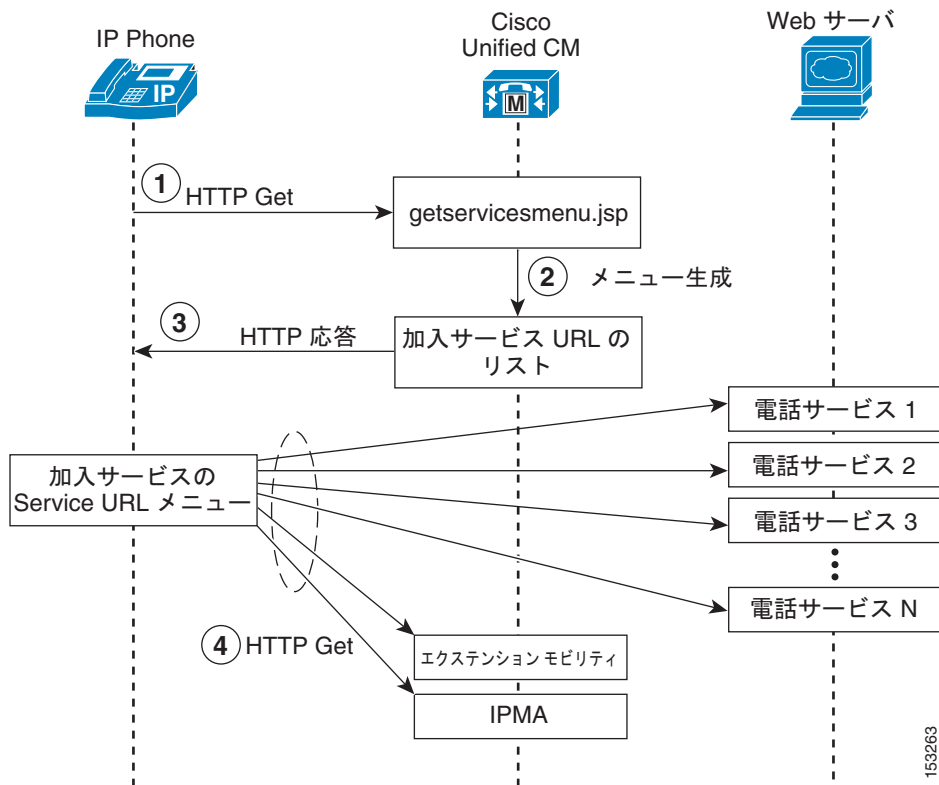 IP Phone
Cisco
Unified CM
Web サーバ
IP
M
1
HTTP Get
getservicesmenu.jsp
2
メニュー生成
3
HTTP 応答
加入サービス URL の
リスト
電話サービス 1
加入サービスの
Service URL メニュー
電話サービス 2
電話サービス 3
電話サービス N
4
HTTP Get
エクステンション モビリティ
IPMA
153263